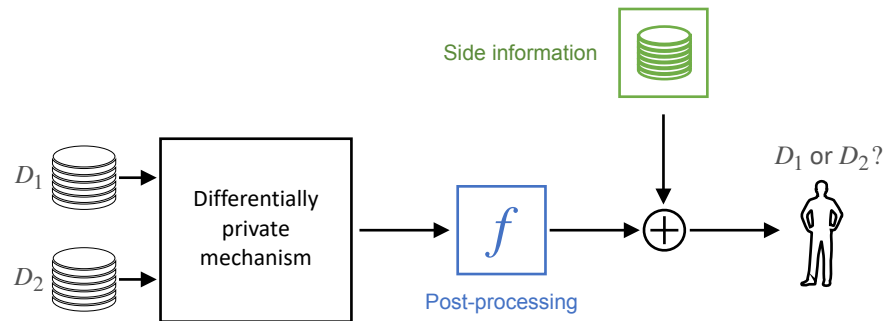 Side information
D₁
D₁ or D₂?
Differentially
private
mechanism
f
D₂
Post-processing